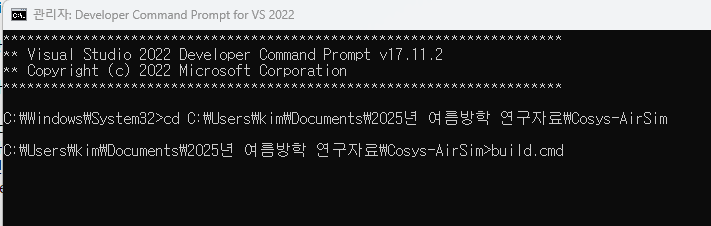 관리자: Developer Command Prompt for VS 2022
**********************************************************************
** Visual Studio 2022 Developer Command Prompt v17.11.2
** Copyright (c) 2022 Microsoft Corporation
**********************************************************************
C:₩Windows₩System32>cd C:₩Users₩kim₩Documents₩2025년 여름방학 연구자료₩Cosys-AirSim
C:₩Users₩kim₩Documents₩2025년 여름방학 연구자료₩Cosys-AirSim>build.cmd